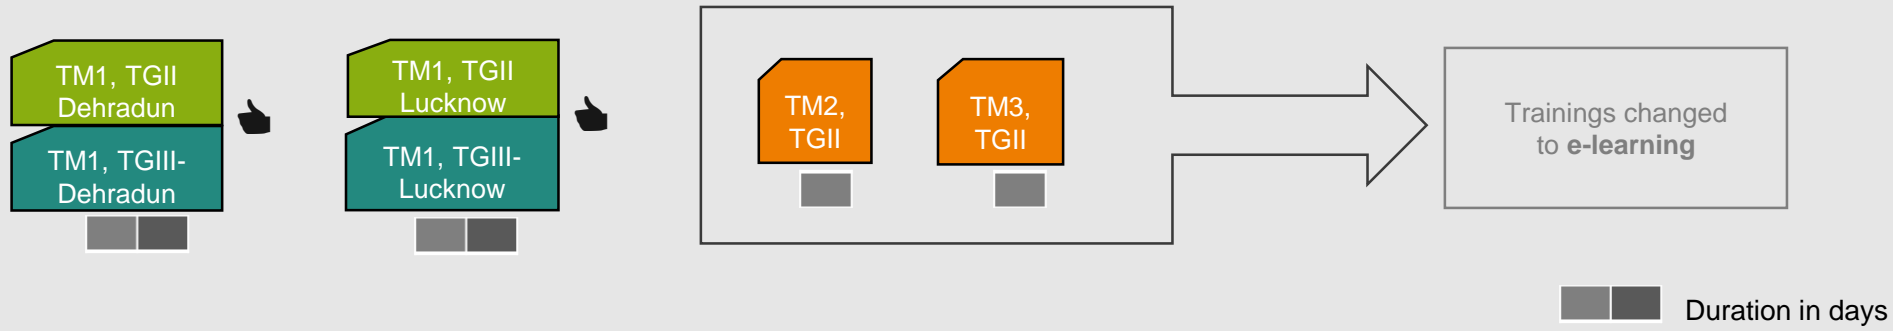 TM1, TGII
Dehradun
TM1, TGIII-
Dehradun
TM1, TGII
Lucknow
TM1, TGIII-
Lucknow
TM2,
TGII
TM3,
TGII
Trainings changed
to e-learning
Duration in days